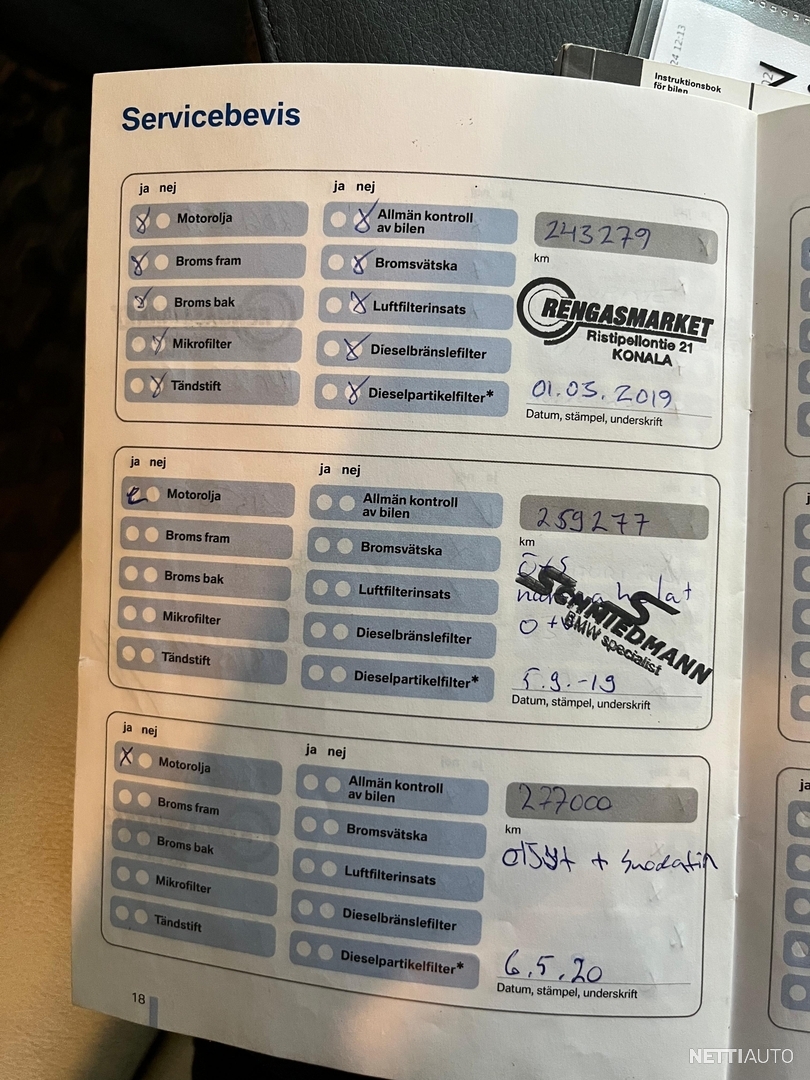 24 12:13
Instruktionsbok
för bilen
Servicebevis
ja nej
ja nej
Motorolja
Broms fram
Broms bak
Mikrofilter
Tändstift
Allmän kontroll
av bilen
Bromsvätska
Luftfilterinsats
Dieselbränslefilter
Dieselpartikelfilter*
243279
km
RENGASMARKET
Ristipellontie 21
KONALA
01.03.2019
Datum, stämpel, underskrift
ja nej
ja nej
Motorolja
Broms fram
Broms bak
Mikrofilter
Tändstift
Allmän kontroll
av bilen
Bromsvätska
Luftfilterinsats
Dieselbränslefilter
Dieselpartikelfilter*
259277
km
SCHMIEDMANN
BMW specialist
5.9.-19
Datum, stämpel, underskrift
ja nej
ja nej
Motorolja
Broms fram
Broms bak
Mikrofilter
Tändstift
Allmän kontroll
av bilen
Bromsvätska
Luftfilterinsats
Dieselbränslefilter
Dieselpartikelfilter*
277000
km
öljyt + suodatin
6.5.20
Datum, stämpel, underskrift
18
ja
ja
NETTIAUTO